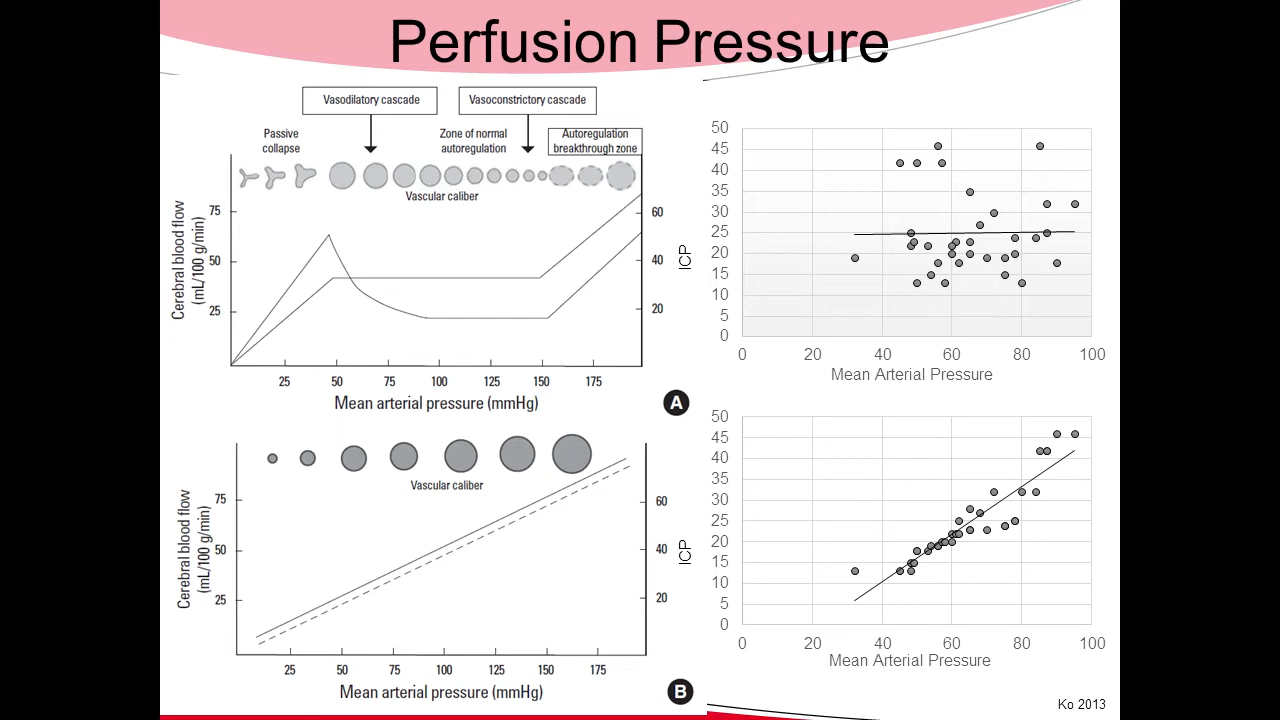 Perfusion Pressure
Vasodilatory cascade
Vasoconstrictory cascade
Passive
collapse
Zone of normal
autoregulation
Autoregulation
breakthrough zone
Vascular caliber
Cerebral blood flow
(mL/100 g/min)
75
50
25
60
40
20
ICP
25 50 75 100 125 150 175
Mean arterial pressure (mmHg)
A
50
45
40
35
30
25
20
15
10
5
0
0 20 40 60 80 100
Mean Arterial Pressure
Vascular caliber
Cerebral blood flow
(mL/100 g/min)
75
50
25
60
40
20
ICP
25 50 75 100 125 150 175
Mean arterial pressure (mmHg)
B
50
45
40
35
30
25
20
15
10
5
0
0 20 40 60 80 100
Mean Arterial Pressure
Ko 2013